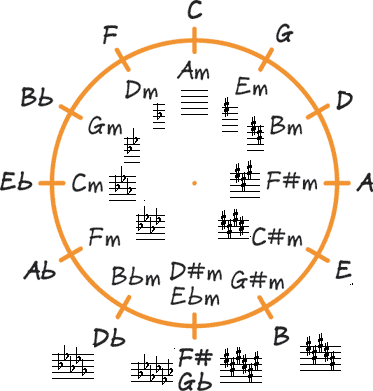 C
F G
Am
Dm Em
Bb D
Gm Bm
Eb Cm F#m A
Fm C#m
Ab E
Bbm D#m G#m
Ebm
Db B
F#
Gb